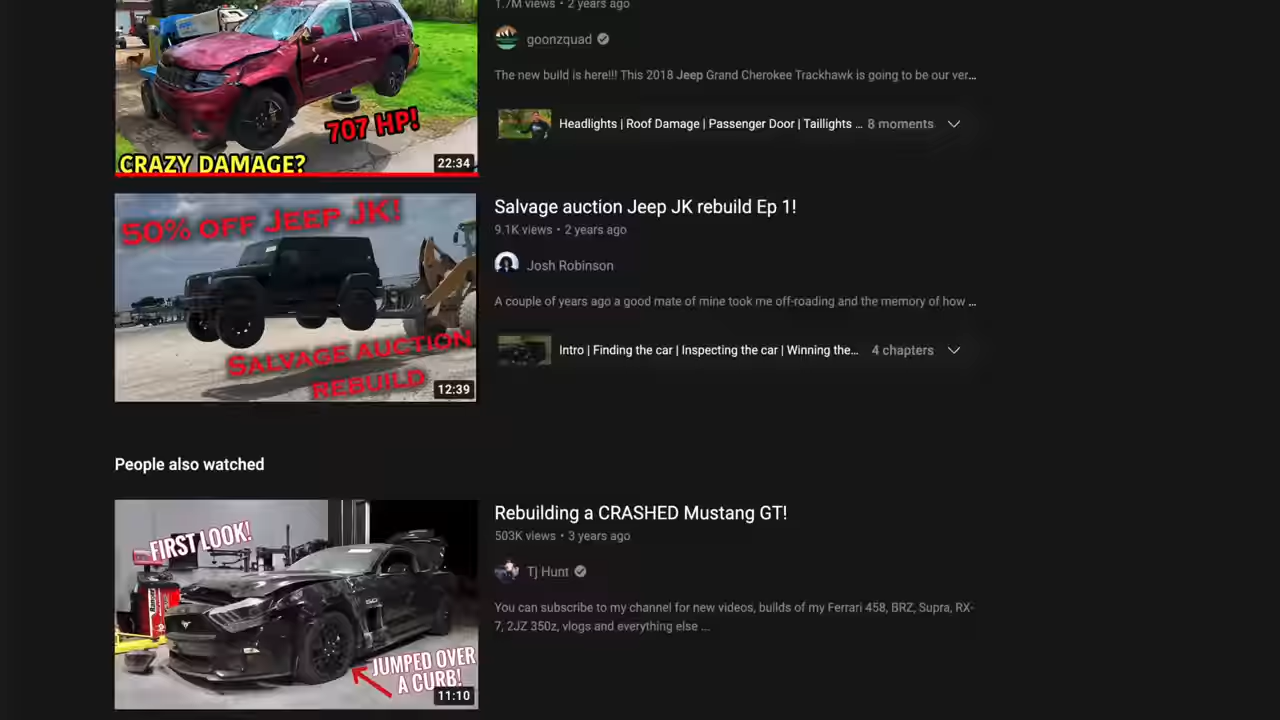 1.7M views • 2 years ago
goonzquad
The new build is here!!! This 2018 Jeep Grand Cherokee Trackhawk is going to be our ver...
Headlights | Roof Damage | Passenger Door | Taillights ... 8 moments
707 HP!
CRAZY DAMAGE?
22:34
50% OFF JEEP JK!
SALVAGE AUCTION
REBUILD
12:39
Salvage auction Jeep JK rebuild Ep 1!
9.1K views • 2 years ago
Josh Robinson
A couple of years ago a good mate of mine took me off-roading and the memory of how ...
Intro | Finding the car | Inspecting the car | Winning the... 4 chapters
People also watched
FIRST LOOK!
JUMPED OVER
A CURB!
11:10
Rebuilding a CRASHED Mustang GT!
503K views • 3 years ago
Tj Hunt
You can subscribe to my channel for new videos, builds of my Ferrari 458, BRZ, Supra, RX-
7, 2JZ 350z, vlogs and everything else ...